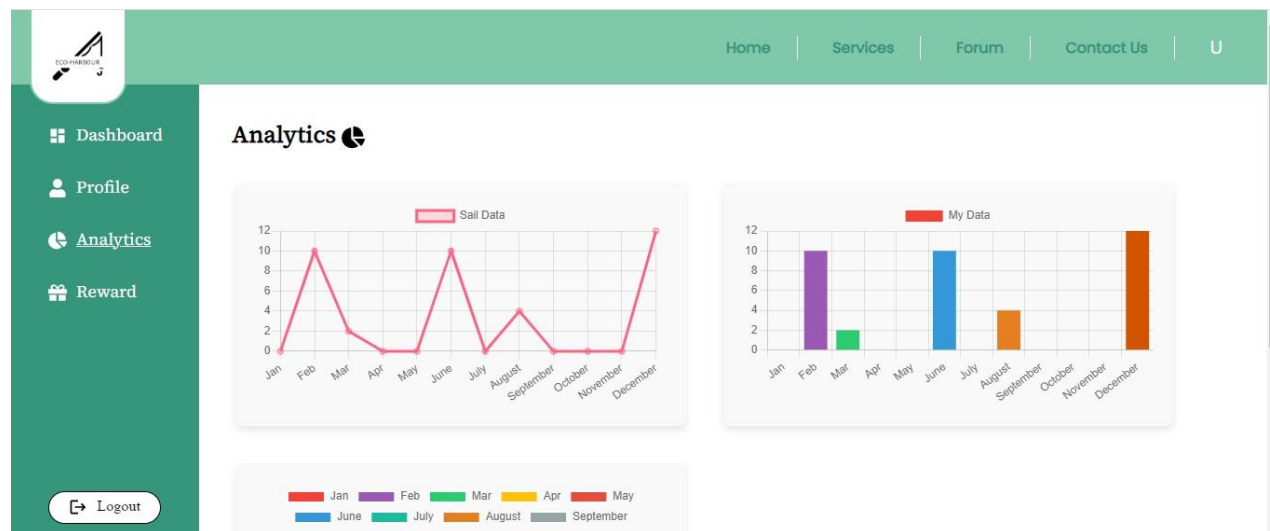 ECO-HARBOUR
Home Services Forum Contact Us U
Dashboard
Profile
Analytics
Reward
Logout
Analytics
Sail Data
12
10
8
6
4
2
0
Jan Feb Mar Apr May June July August September October November December
My Data
12
10
8
6
4
2
0
Jan Feb Mar Apr May June July August September October November December
Jan Feb Mar Apr May
June July August September